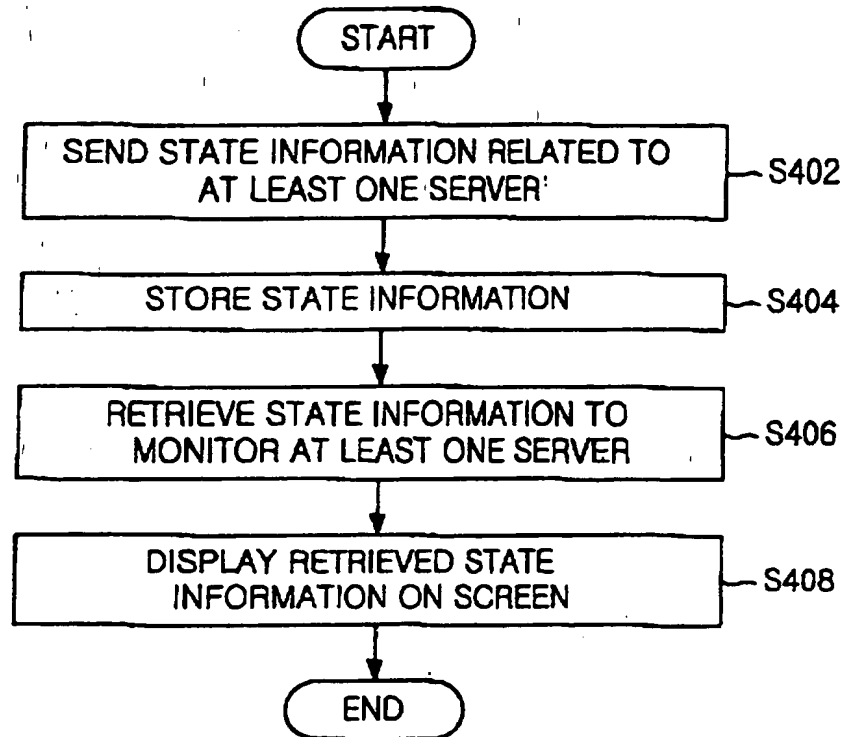 START
SEND STATE INFORMATION RELATED TO
AT LEAST ONE SERVER
S402
STORE STATE INFORMATION
S404
RETRIEVE STATE INFORMATION TO
MONITOR AT LEAST ONE SERVER
S406
DISPLAY RETRIEVED STATE
INFORMATION ON SCREEN
S408
END